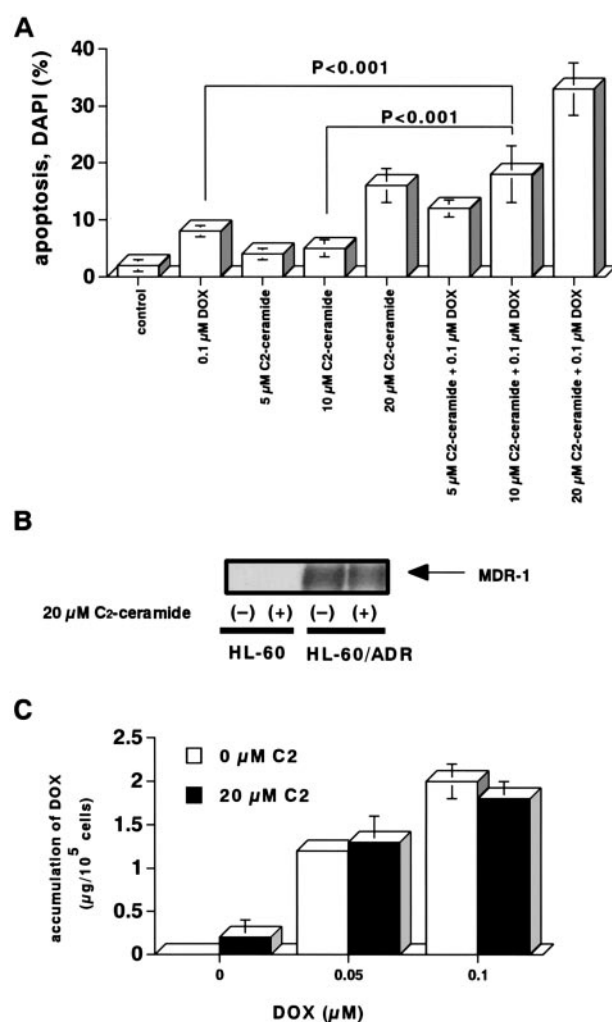 A
apoptosis, DAPI (%)
40
30
20
10
0
P<0.001
P<0.001
control
0.1 µM DOX
5 µM C2-ceramide
10 µM C2-ceramide
20 µM C2-ceramide
5 µM C2-ceramide + 0.1 µM DOX
10 µM C2-ceramide + 0.1 µM DOX
20 µM C2-ceramide + 0.1 µM DOX
B
MDR-1
20 µM C2-ceramide (−) (+) (−) (+)
HL-60 HL-60/ADR
C
accumulation of DOX
(µg/10^5 cells)
2.5
2
1.5
1
0.5
0
0 µM C2
20 µM C2
0 0.05 0.1
DOX (µM)